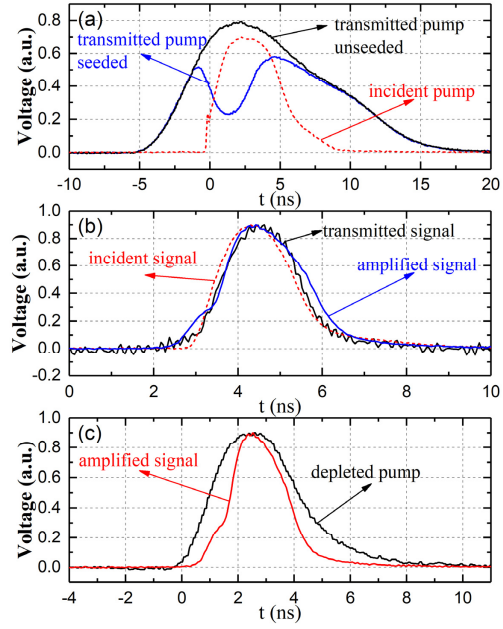 (a)
transmitted pump
seeded
transmitted pump
unseeded
incident pump
Voltage (a.u.)
0.8
0.6
0.4
0.2
0.0
-10 -5 0 5 10 15 20
t (ns)
(b)
transmitted signal
incident signal
amplified signal
Voltage (a.u.)
1.0
0.8
0.6
0.4
0.2
0.0
-0.2
0 2 4 6 8 10
t (ns)
(c)
amplified signal
depleted pump
Voltage (a.u.)
1.0
0.8
0.6
0.4
0.2
0.0
-4 -2 0 2 4 6 8 10
t (ns)